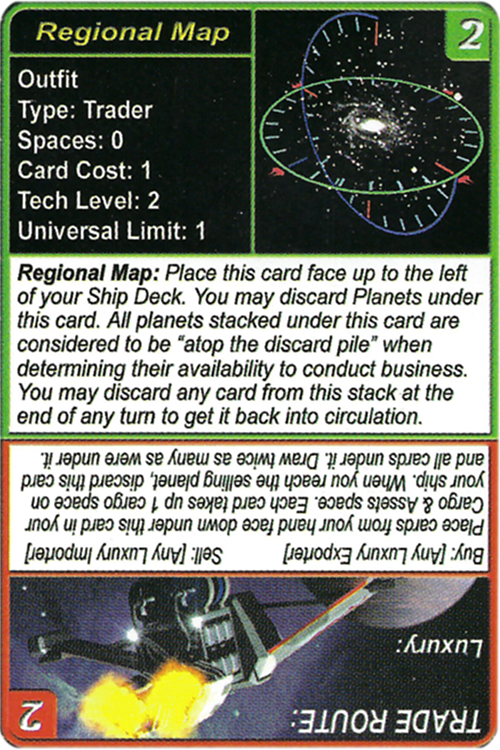 Regional Map
2
Outfit
Type: Trader
Spaces: 0
Card Cost: 1
Tech Level: 2
Universal Limit: 1
Regional Map: Place this card face up to the left
of your Ship Deck. You may discard Planets under
this card. All planets stacked under this card are
considered to be “atop the discard pile” when
determining their availability to conduct business.
You may discard any card from this stack at the
end of any turn to get it back into circulation.
TRADE ROUTE:
2
Luxury:
Buy: [Any Luxury Exporter] Sell: [Any Luxury Importer]
Place cards from your hand face down under this card in your
Cargo & Assets space. Each card takes up 1 cargo space on
your ship. When you reach the selling planet, discard this card
and all cards under it. Draw twice as many as were under it.